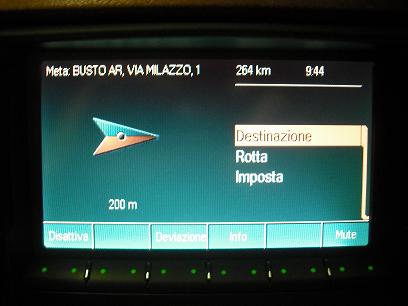 Meta: BUSTO AR, VIA MILAZZO, 1 264 km 9:44
Destinazione
Rotta
Imposta
200 m
Disattiva Deviazione Info Mute